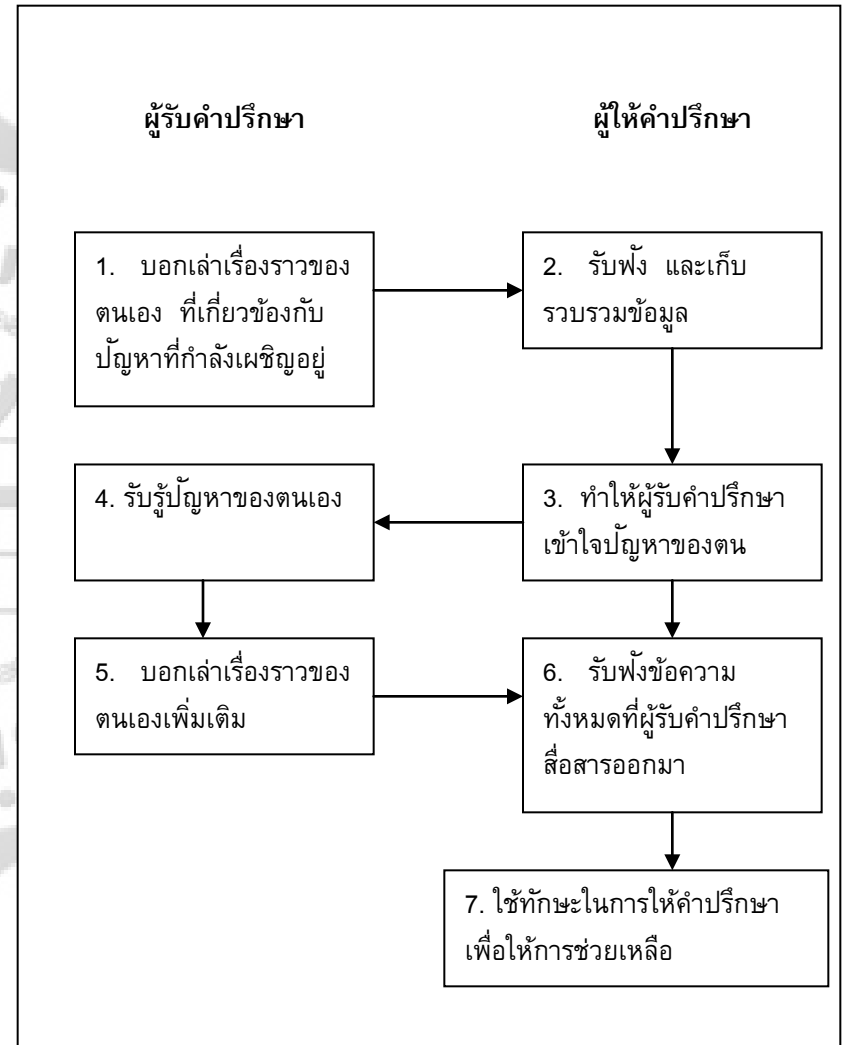 ผู้รับคำปรึกษา
ผู้ให้คำปรึกษา
1. บอกเล่าเรื่องราวของ
ตนเอง ที่เกี่ยวข้องกับ
ปัญหาที่กำลังเผชิญอยู่
2. รับฟัง และเก็บ
รวบรวมข้อมูล
3. ทำให้ผู้รับคำปรึกษา
เข้าใจปัญหาของตน
4. รับรู้ปัญหาของตนเอง
5. บอกเล่าเรื่องราวของ
ตนเองเพิ่มเติม
6. รับฟังข้อความ
ทั้งหมดที่ผู้รับคำปรึกษา
สื่อสารออกมา
7. ใช้ทักษะในการให้คำปรึกษา
เพื่อให้การช่วยเหลือ